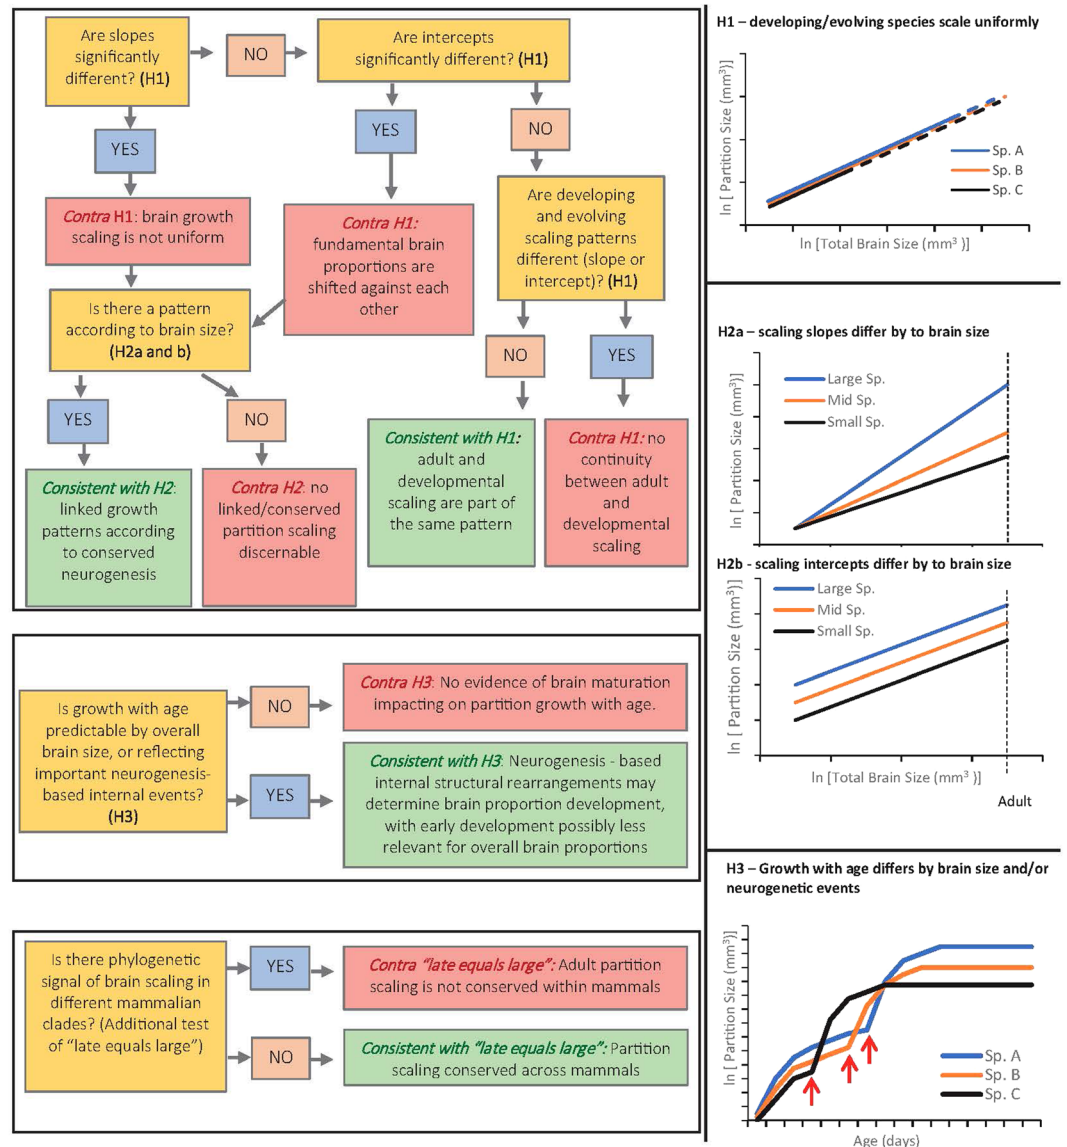 Are slopes
significantly
different? (H1)
NO
Are intercepts
significantly different? (H1)
YES
YES
NO
Contra H1: brain growth
scaling is not uniform
Contra H1:
fundamental brain
proportions are
shifted against each
other
Are developing
and evolving
scaling patterns
different (slope or
intercept)? (H1)
Is there a pattern
according to brain size?
(H2a and b)
NO
YES
YES
NO
Consistent with H2:
linked growth
patterns according
to conserved
neurogenesis
Contra H2: no
linked/conserved
partition scaling
discernable
Consistent with H1:
adult and
developmental
scaling are part of
the same pattern
Contra H1: no
continuity
between adult
and
developmental
scaling
Is growth with age
predictable by overall
brain size, or reflecting
important neurogenesis-
based internal events?
(H3)
NO
Contra H3: No evidence of brain maturation
impacting on partition growth with age.
YES
Consistent with H3: Neurogenesis - based
internal structural rearrangements may
determine brain proportion development,
with early development possibly less
relevant for overall brain proportions
Is there phylogenetic
signal of brain scaling in
different mammalian
clades? (Additional test
of “late equals large”)
YES
Contra “late equals large”: Adult partition
scaling is not conserved within mammals
NO
Consistent with “late equals large”: Partition
scaling conserved across mammals
H1 – developing/evolving species scale uniformly
ln [ Partition Size (mm³)]
Sp. A
Sp. B
Sp. C
ln [Total Brain Size (mm³ )]
H2a – scaling slopes differ by to brain size
ln [ Partition Size (mm³)]
Large Sp.
Mid Sp.
Small Sp.
H2b - scaling intercepts differ by to brain size
ln [ Partition Size (mm³)]
Large Sp.
Mid Sp.
Small Sp.
ln [Total Brain Size (mm³ )]
Adult
H3 – Growth with age differs by brain size and/or
neurogenetic events
ln [ Partition Size (mm³)]
Sp. A
Sp. B
Sp. C
Age (days)